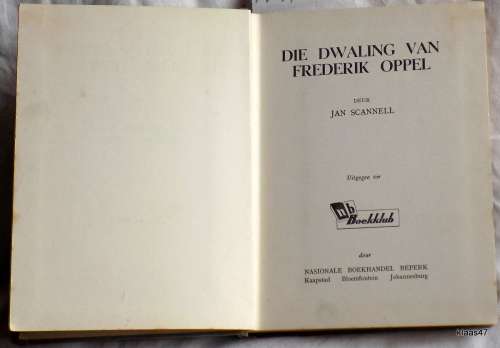 DIE DWALING VAN
FREDERIK OPPEL
DEUR
JAN SCANNELL
Uitgegee vir
nb
Boekklub
deur
NASIONALE BOEKHANDEL BEPERK
Kaapstad Bloemfontein Johannesburg
klaas47